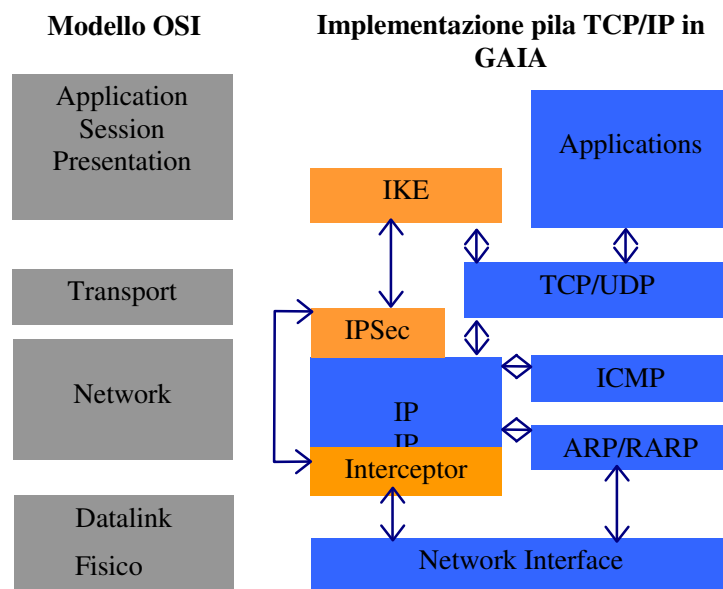 Modello OSI
Implementazione pila TCP/IP in
GAIA
Application
Session
Presentation
Applications
IKE
Transport
TCP/UDP
IPSec
Network
ICMP
IP
IP
ARP/RARP
Interceptor
Datalink
Fisico
Network Interface